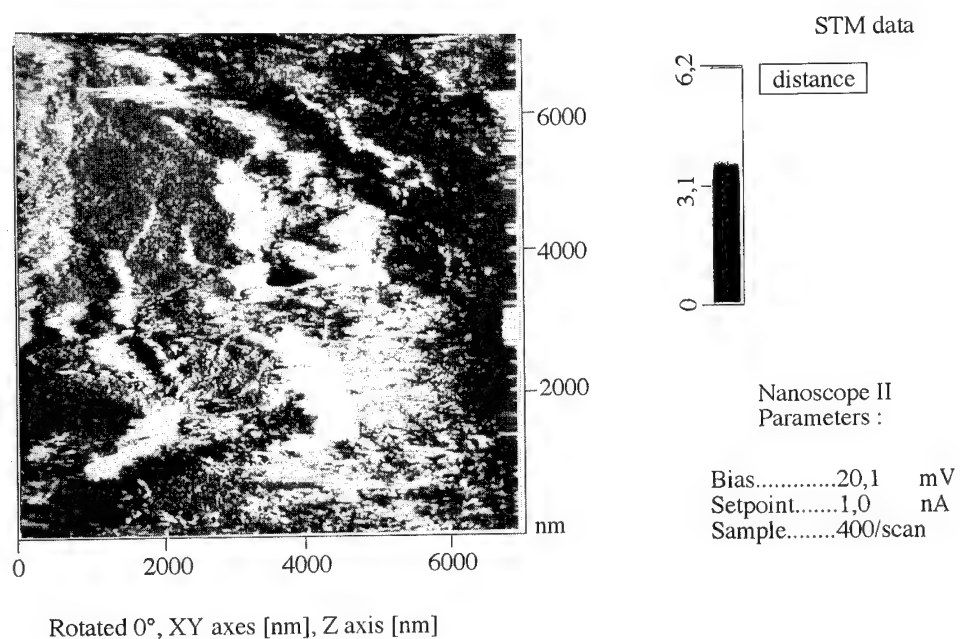 STM data
6,2
3,1
0
distance
6000
4000
2000
nm
0
2000
4000
6000
Nanoscope II
Parameters :
Bias.............20,1 mV
Setpoint.......1,0 nA
Sample........400/scan
Rotated 0°, XY axes [nm], Z axis [nm]